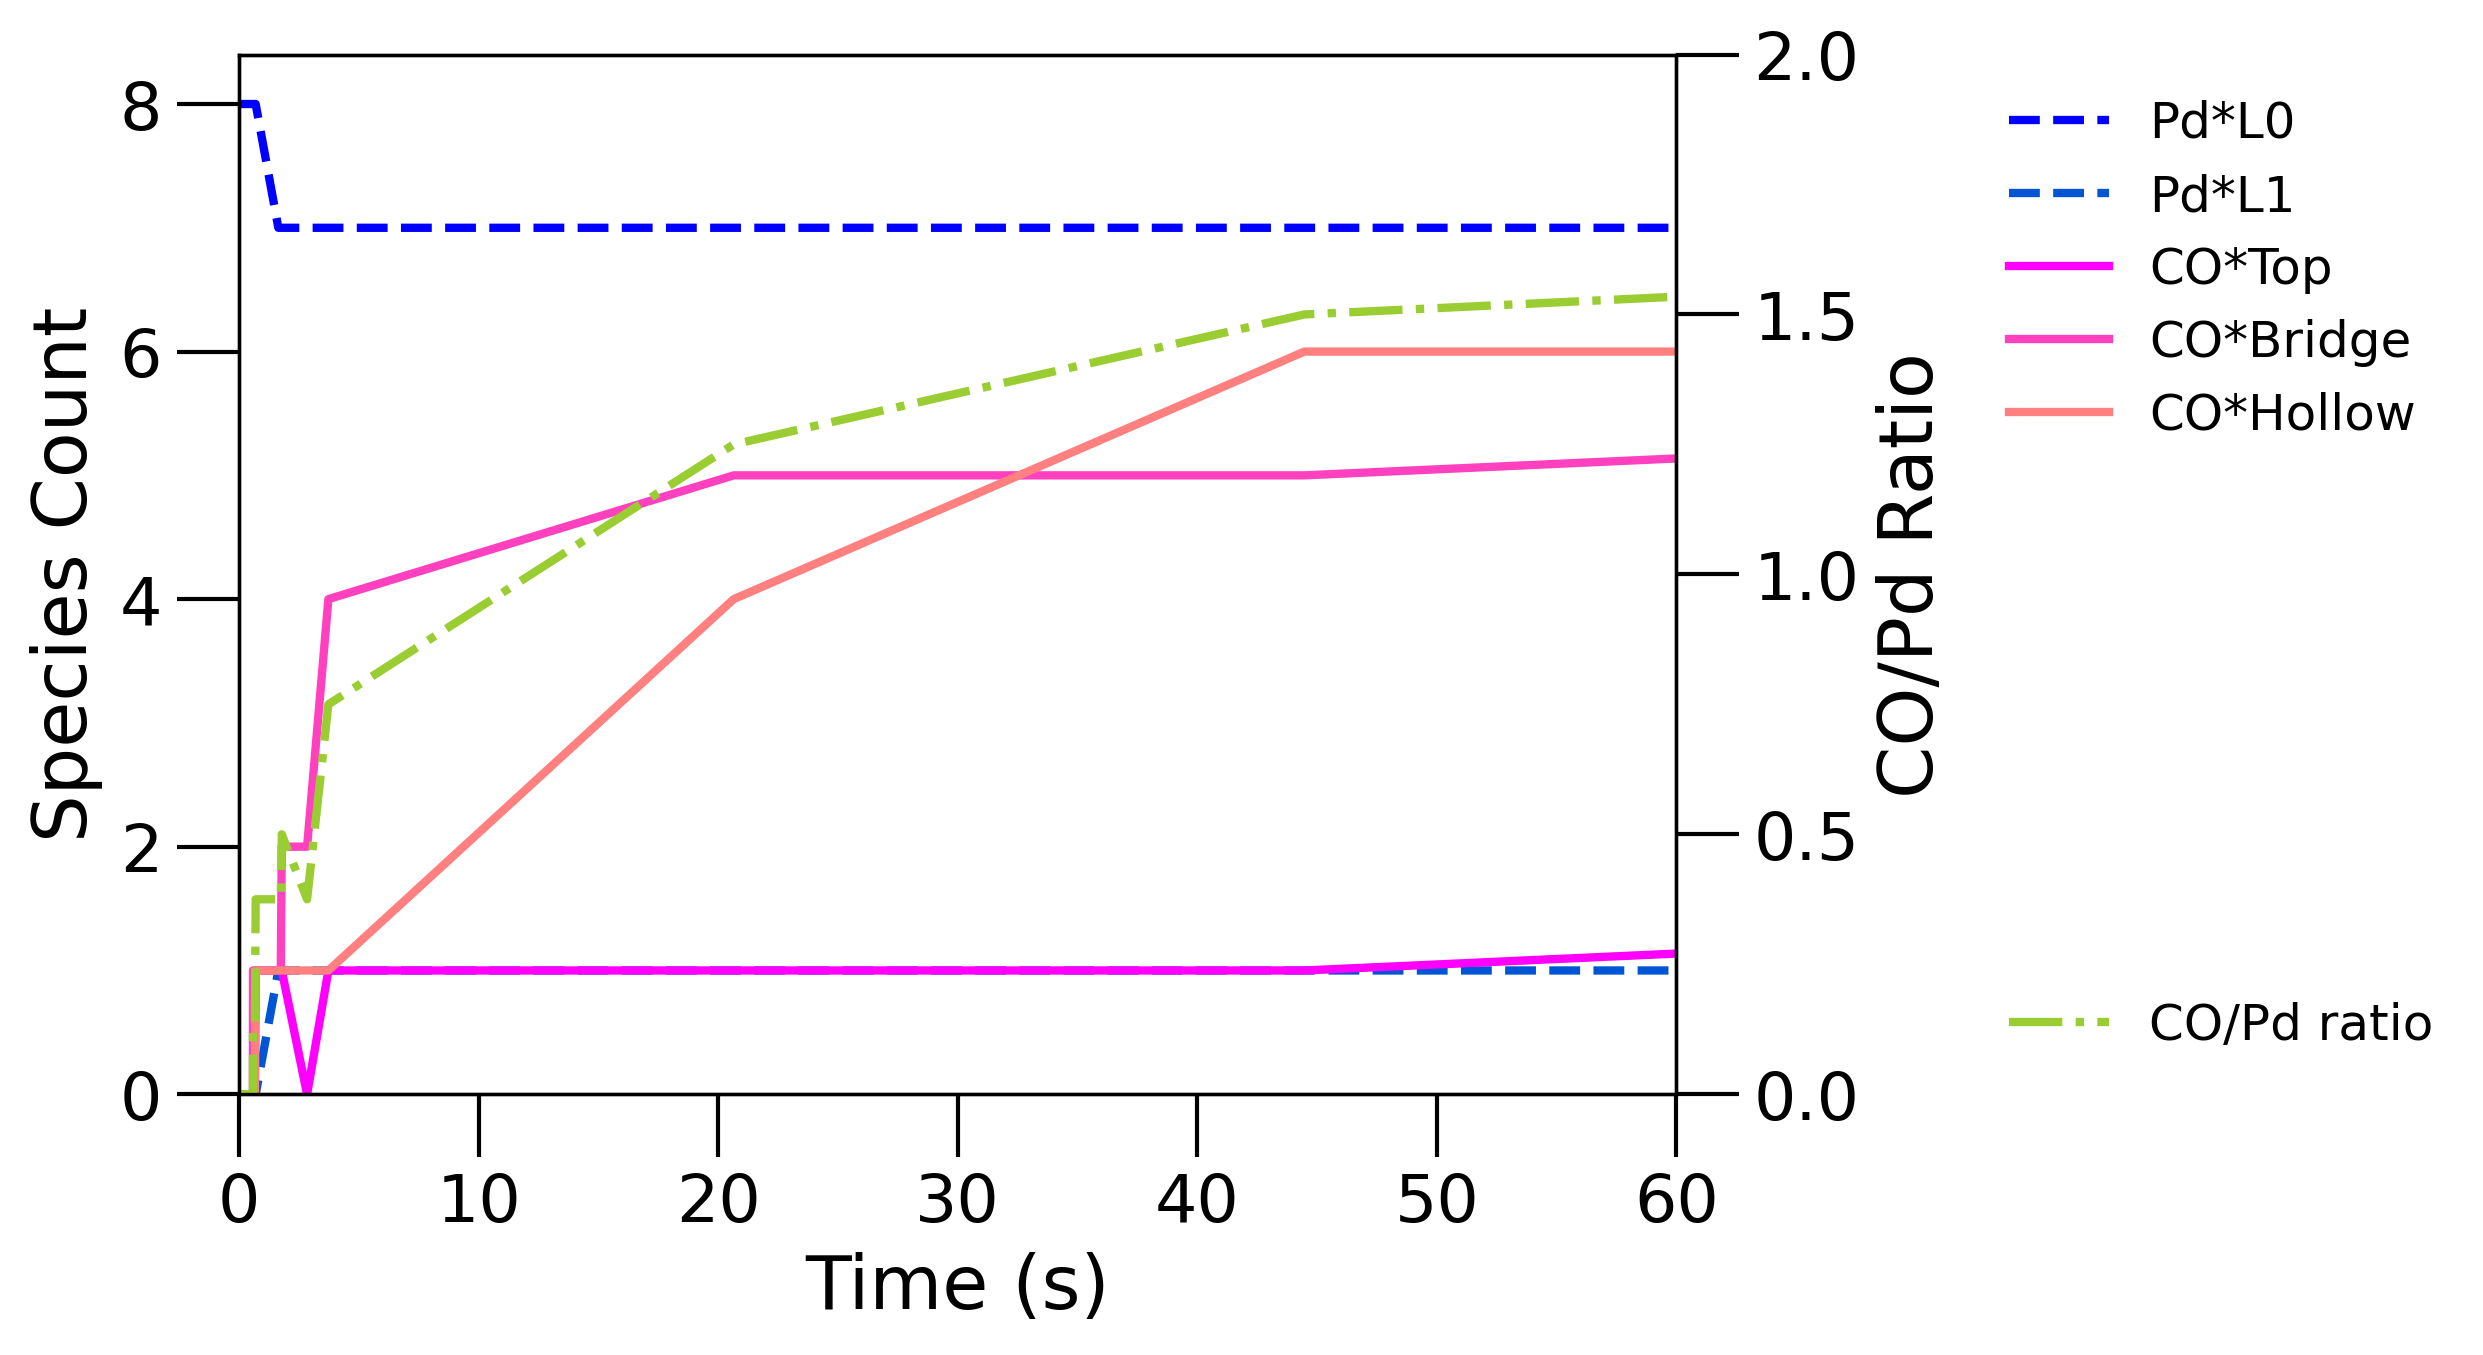 Species Count
8
6
4
2
0
0 10 20 30 40 50 60
Time (s)
2.0
1.5
1.0
0.5
0.0
CO/Pd Ratio
Pd*L0
Pd*L1
CO*Top
CO*Bridge
CO*Hollow
CO/Pd ratio